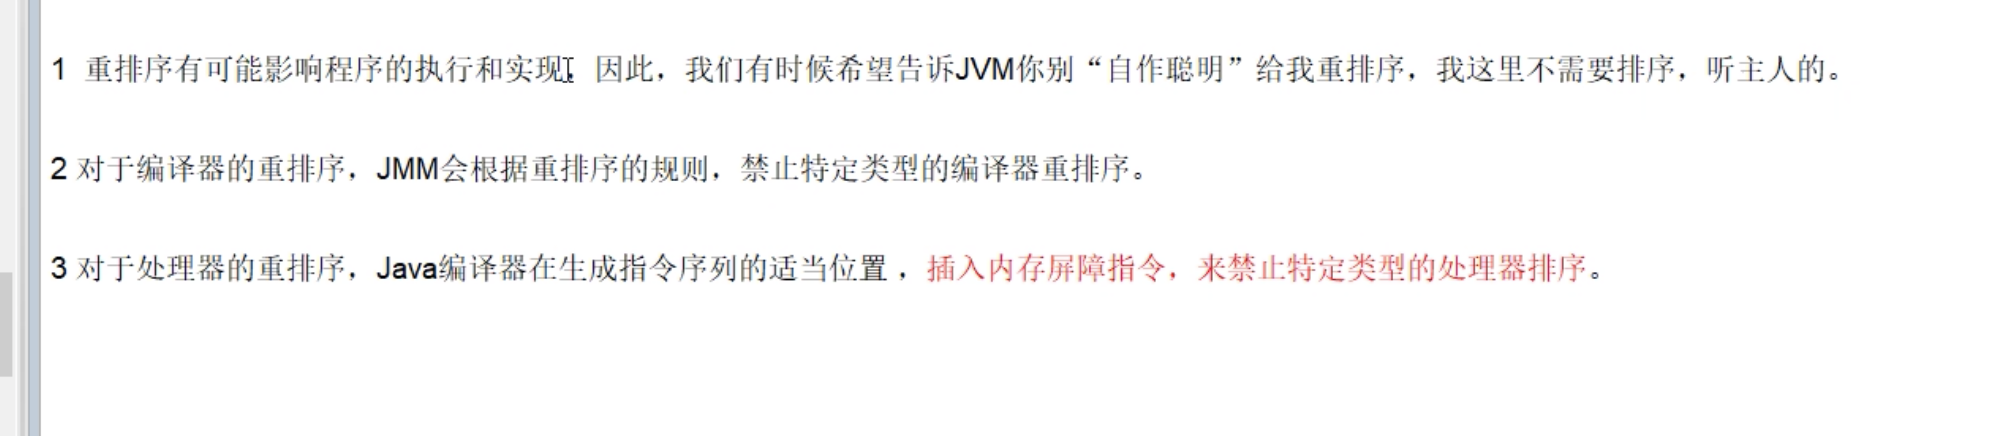 1 重排序有可能影响程序的执行和实现，因此，我们有时候希望告诉JVM你别“自作聪明”给我重排序，我这里不需要排序，听主人的。
2 对于编译器的重排序，JMM会根据重排序的规则，禁止特定类型的编译器重排序。
3 对于处理器的重排序，Java编译器在生成指令序列的适当位置 ，插入内存屏障指令，来禁止特定类型的处理器排序。